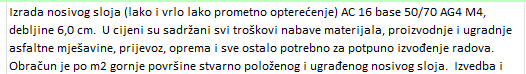 Izrada nosivog sloja (lako i vrlo lako prometno opterećenje) AC 16 base 50/70 AG4 M4,
debljine 6,0 cm.  U cijeni su sadržani svi troškovi nabave materijala, proizvodnje i ugradnje
asfaltne mješavine, prijevoz, oprema i sve ostalo potrebno za potpuno izvođenje radova.
Obračun je po m2 gornje površine stvarno položenog i ugrađenog nosivog sloja.  Izvedba i